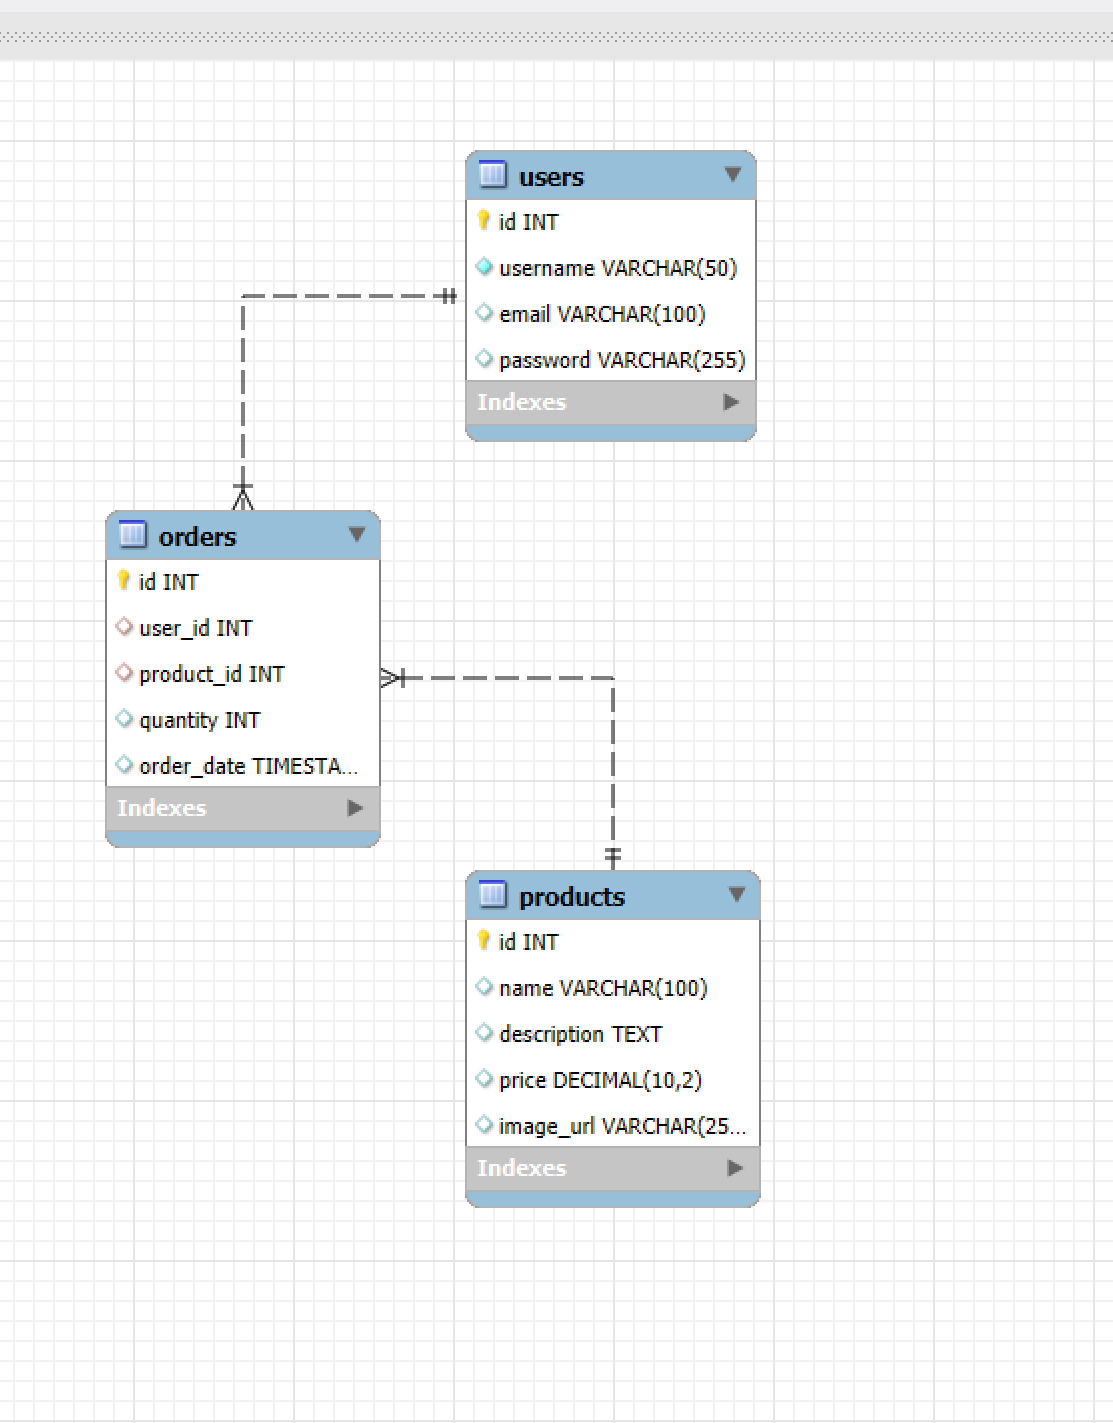 users
id INT
username VARCHAR(50)
email VARCHAR(100)
password VARCHAR(255)
Indexes
orders
id INT
user_id INT
product_id INT
quantity INT
order_date TIMESTA...
Indexes
products
id INT
name VARCHAR(100)
description TEXT
price DECIMAL(10,2)
image_url VARCHAR(25...
Indexes